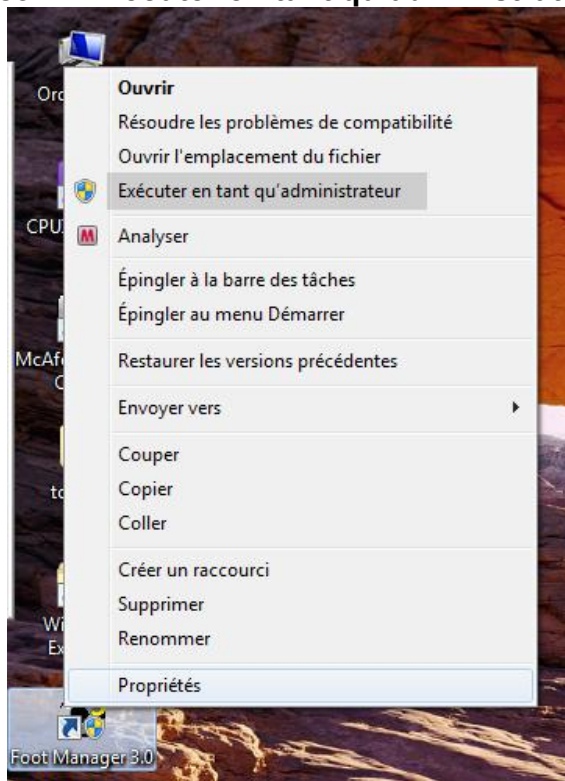 Ouvrir
Résoudre les problèmes de compatibilité
Ouvrir l'emplacement du fichier
Exécuter en tant qu'administrateur
Analyser
Épingler à la barre des tâches
Épingler au menu Démarrer
Restaurer les versions précédentes
Envoyer vers
Couper
Copier
Coller
Créer un raccourci
Supprimer
Renommer
Propriétés
Foot Manager 3.0